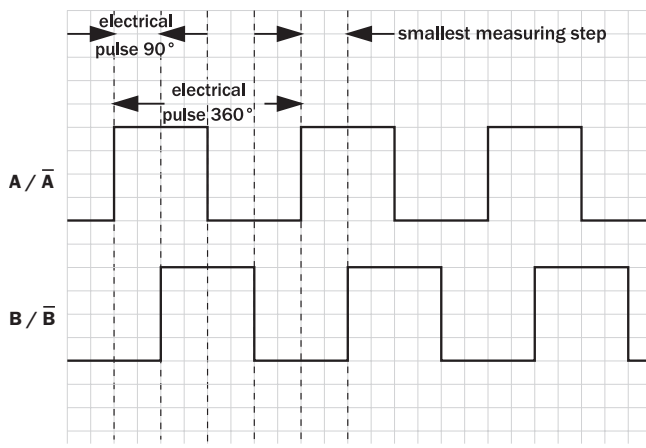 electrical
pulse 90°
smallest measuring step
electrical
pulse 360°
A / A̅
B / B̅